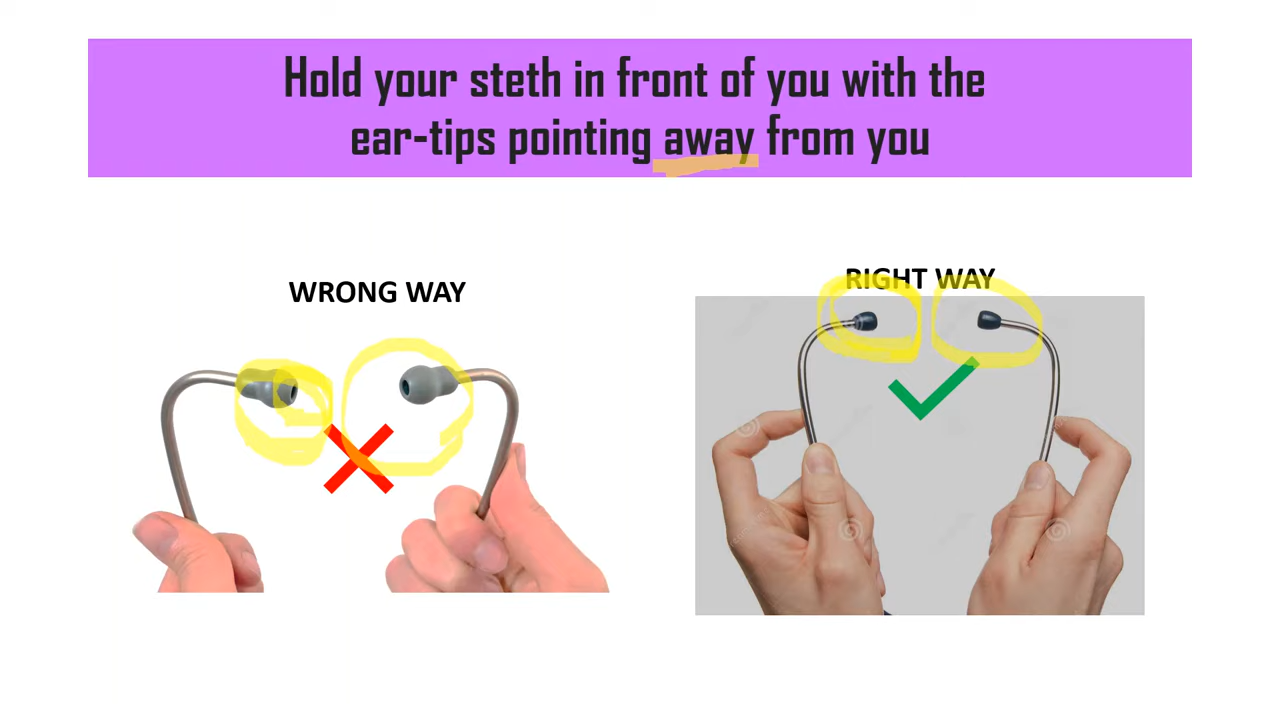 Hold your steth in front of you with the
ear-tips pointing away from you
WRONG WAY
RIGHT WAY